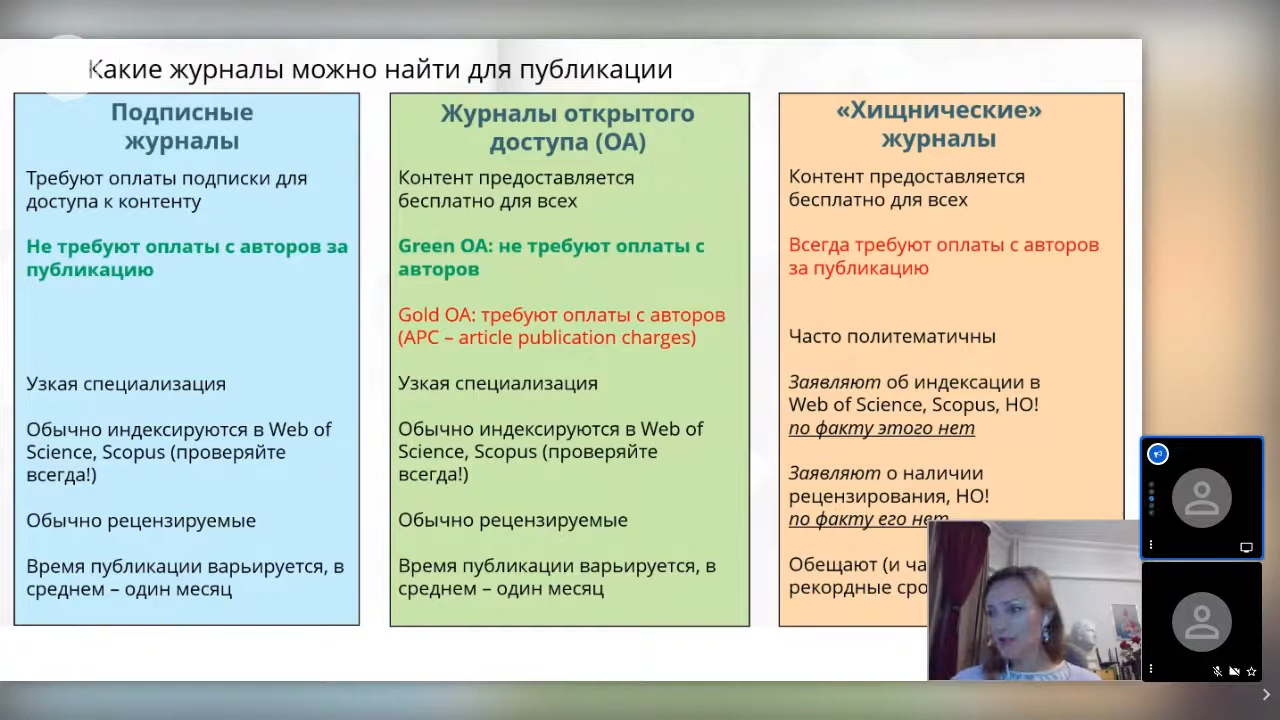 Какие журналы можно найти для публикации
Подписные
журналы
Требуют оплаты подписки для
доступа к контенту
Не требуют оплаты с авторов за
публикацию
Узкая специализация
Обычно индексируются в Web of
Science, Scopus (проверяйте
всегда!)
Обычно рецензируемые
Время публикации варьируется, в
среднем – один месяц
Журналы открытого
доступа (ОА)
Контент предоставляется
бесплатно для всех
Green OA: не требуют оплаты с
авторов
Gold OA: требуют оплаты с авторов
(APC – article publication charges)
Узкая специализация
Обычно индексируются в Web of
Science, Scopus (проверяйте
всегда!)
Обычно рецензируемые
Время публикации варьируется, в
среднем – один месяц
«Хищнические»
журналы
Контент предоставляется
бесплатно для всех
Всегда требуют оплаты с авторов
за публикацию
Часто политематичны
Заявляют об индексации в
Web of Science, Scopus, НО!
по факту этого нет
Заявляют о наличии
рецензирования, НО!
по факту его нет
Обещают (и
рекордные